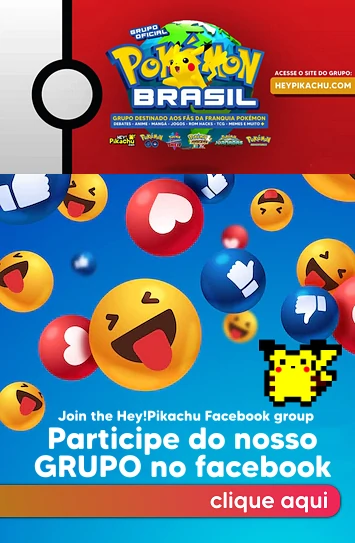 GRUPO
OFICIAL
POKÉMON
BRASIL
GRUPO DESTINADO AOS FÃS DA FRANQUIA POKÉMON
DEBATES - ANIME - MANGÁ - JOGOS - ROM HACKS - TCG - MEMES E MUITO +
HEY!
Pikachu
ACESSE O SITE DO GRUPO:
HEYPIKACHU.COM
Join the Hey!Pikachu Facebook group
Participe do nosso
GRUPO no facebook
clique aqui